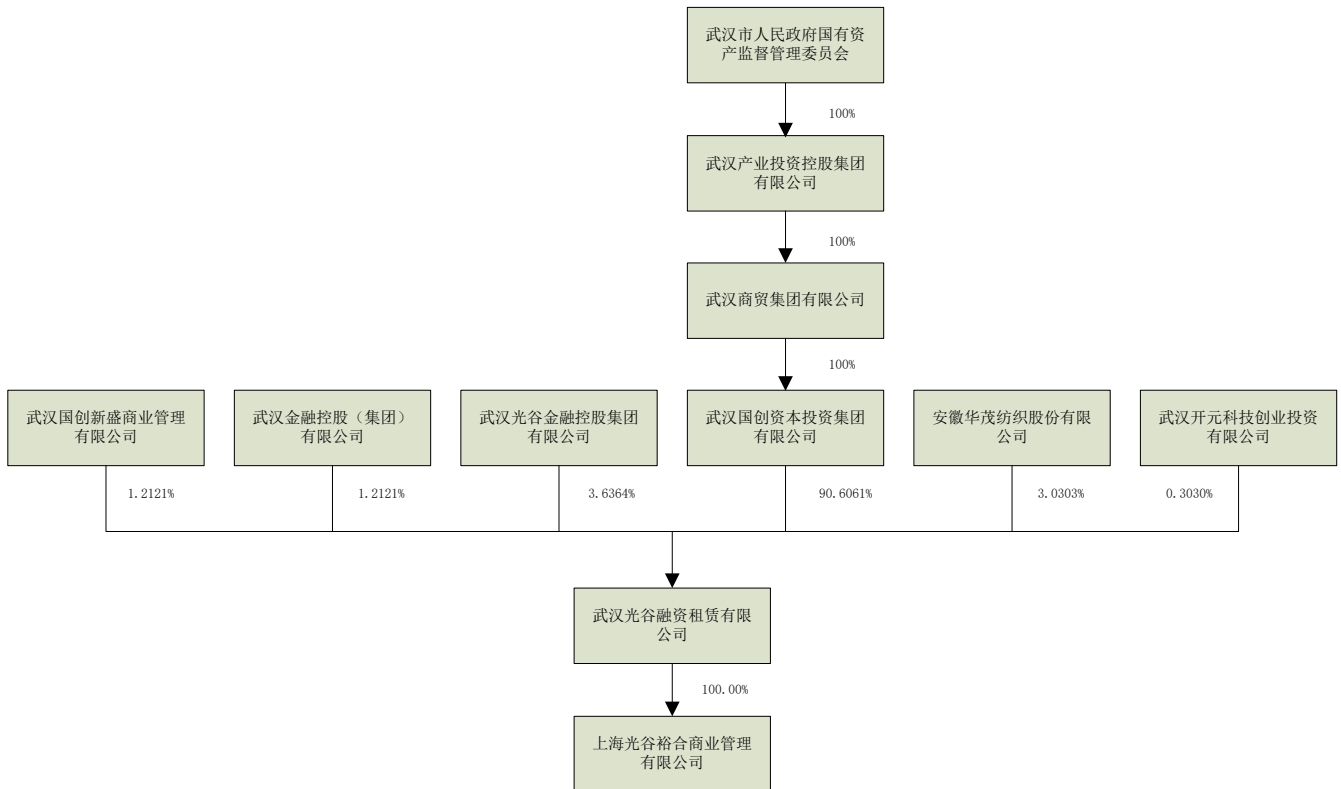 武汉市人民政府国有资
产监督管理委员会
100%
武汉产业投资控股集团
有限公司
100%
武汉商贸集团有限公司
100%
武汉国创新盛商业管理
有限公司
武汉金融控股（集团）
有限公司
武汉光谷金融控股集团
有限公司
武汉国创资本投资集团
有限公司
安徽华茂纺织股份有限
公司
武汉开元科技创业投资
有限公司
1.2121%
1.2121%
3.6364%
90.6061%
3.0303%
0.3030%
武汉光谷融资租赁有限
公司
100.00%
上海光谷裕合商业管理
有限公司